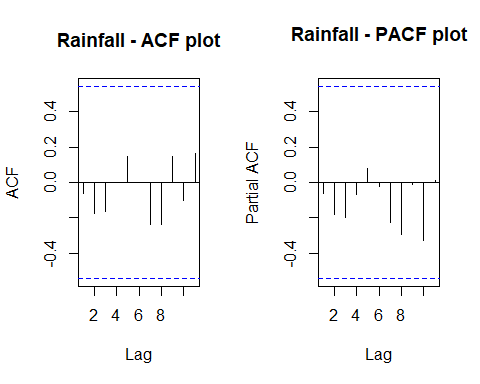 Rainfall - ACF plot
ACF
-0.4 0.0 0.2 0.4
2 4 6 8
Lag
Rainfall - PACF plot
Partial ACF
-0.4 0.0 0.2 0.4
2 4 6 8
Lag